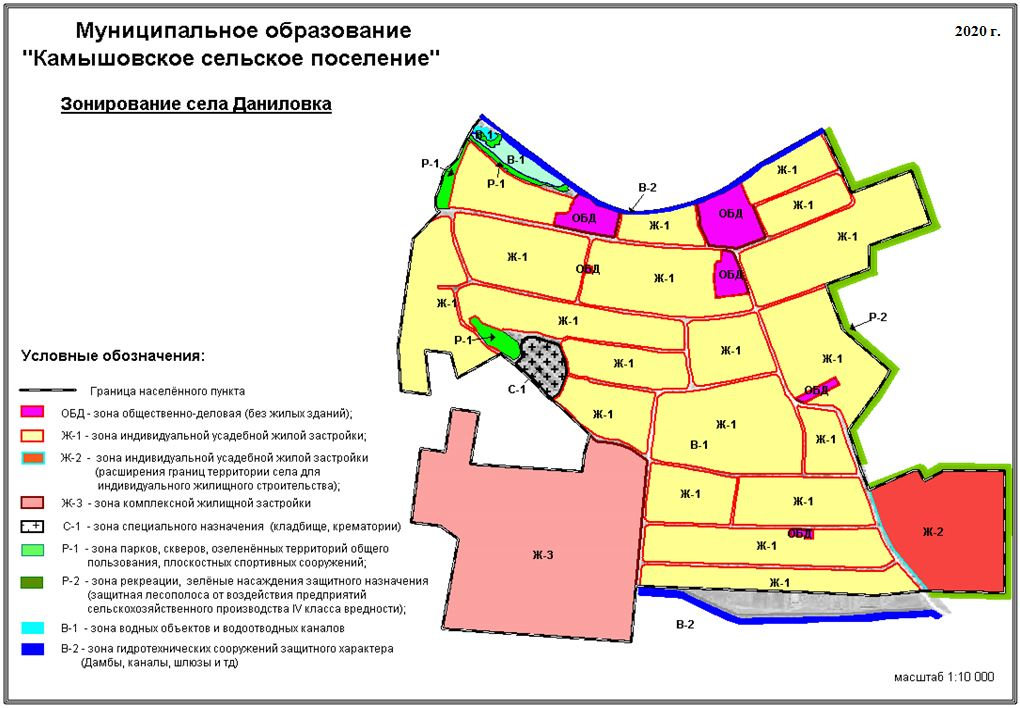 Муниципальное образование
"Камышовское сельское поселение"
2020 г.
Зонирование села Даниловка
В-1
В-1
Р-1
Р-1
В-2
Ж-1
ОБД
Ж-1
ОБД
Ж-1
Ж-1
Ж-1
ОБД
Ж-1
ОБД
Ж-1
Ж-1
Р-2
Р-1
Ж-1
Ж-1
Ж-1
С-1
Ж-1
ОБД
Ж-1
Ж-1
В-1
Ж-1
Ж-1
Ж-1
ОБД
Ж-2
Ж-1
Ж-3
Ж-1
В-2
Условные обозначения:
Граница населённого пункта
ОБД - зона общественно-деловая (без жилых зданий);
Ж-1 - зона индивидуальной усадебной жилой застройки;
Ж-2 - зона индивидуальной усадебной жилой застройки
(расширения границ территории села для
индивидуального жилищного строительства);
Ж-3 - зона комплексной жилищной застройки
С-1 - зона специального назначения (кладбище, крематории)
Р-1 - зона парков, скверов, озеленённых территорий общего
пользования, плоскостных спортивных сооружений;
Р-2 - зона рекреации, зелёные насаждения защитного назначения
(защитная лесополоса от воздействия предприятий
сельскохозяйственного производства IV класса вредности);
В-1 - зона водных объектов и водоотводных каналов
В-2 - зона гидротехнических сооружений защитного характера
(Дамбы, каналы, шлюзы и тд)
масштаб 1:10 000